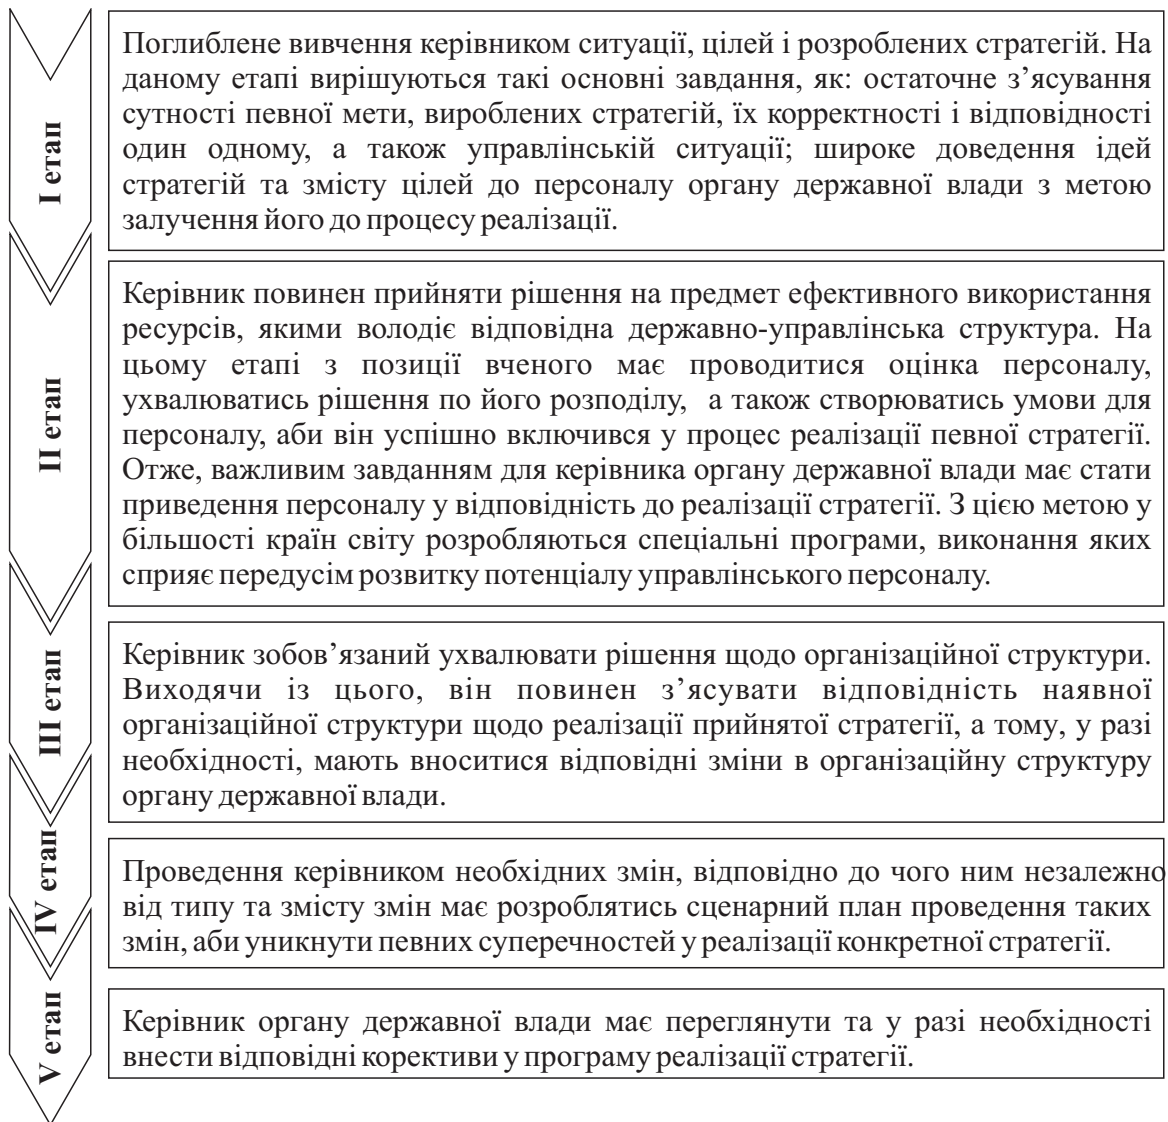 I етап
Поглиблене вивчення керівником ситуації, цілей і розроблених стратегій. На
даному етапі вирішуються такі основні завдання, як: остаточне з’ясування
сутності певної мети, вироблених стратегій, їх корректності і відповідності
один одному, а також управлінській ситуації; широке доведення ідей
стратегій та змісту цілей до персоналу органу державної влади з метою
залучення його до процесу реалізації.
II етап
Керівник повинен прийняти рішення на предмет ефективного використання
ресурсів, якими володіє відповідна державно-управлінська структура. На
цьому етапі з позиції вченого має проводитися оцінка персоналу,
ухвалюватись рішення по його розподілу, а також створюватись умови для
персоналу, аби він успішно включився у процес реалізації певної стратегії.
Отже, важливим завданням для керівника органу державної влади має стати
приведення персоналу у відповідність до реалізації стратегії. З цією метою у
більшості країн світу розробляються спеціальні програми, виконання яких
сприяє передусім розвитку потенціалу управлінського персоналу.
III етап
Керівник зобов’язаний ухвалювати рішення щодо організаційної структури.
Виходячи із цього, він повинен з’ясувати відповідність наявної
організаційної структури щодо реалізації прийнятої стратегії, а тому, у разі
необхідності, мають вноситися відповідні зміни в організаційну структуру
органу державної влади.
IV етап
Проведення керівником необхідних змін, відповідно до чого ним незалежно
від типу та змісту змін має розроблятись сценарний план проведення таких
змін, аби уникнути певних суперечностей у реалізації конкретної стратегії.
V етап
Керівник органу державної влади має переглянути та у разі необхідності
внести відповідні корективи у програму реалізації стратегії.